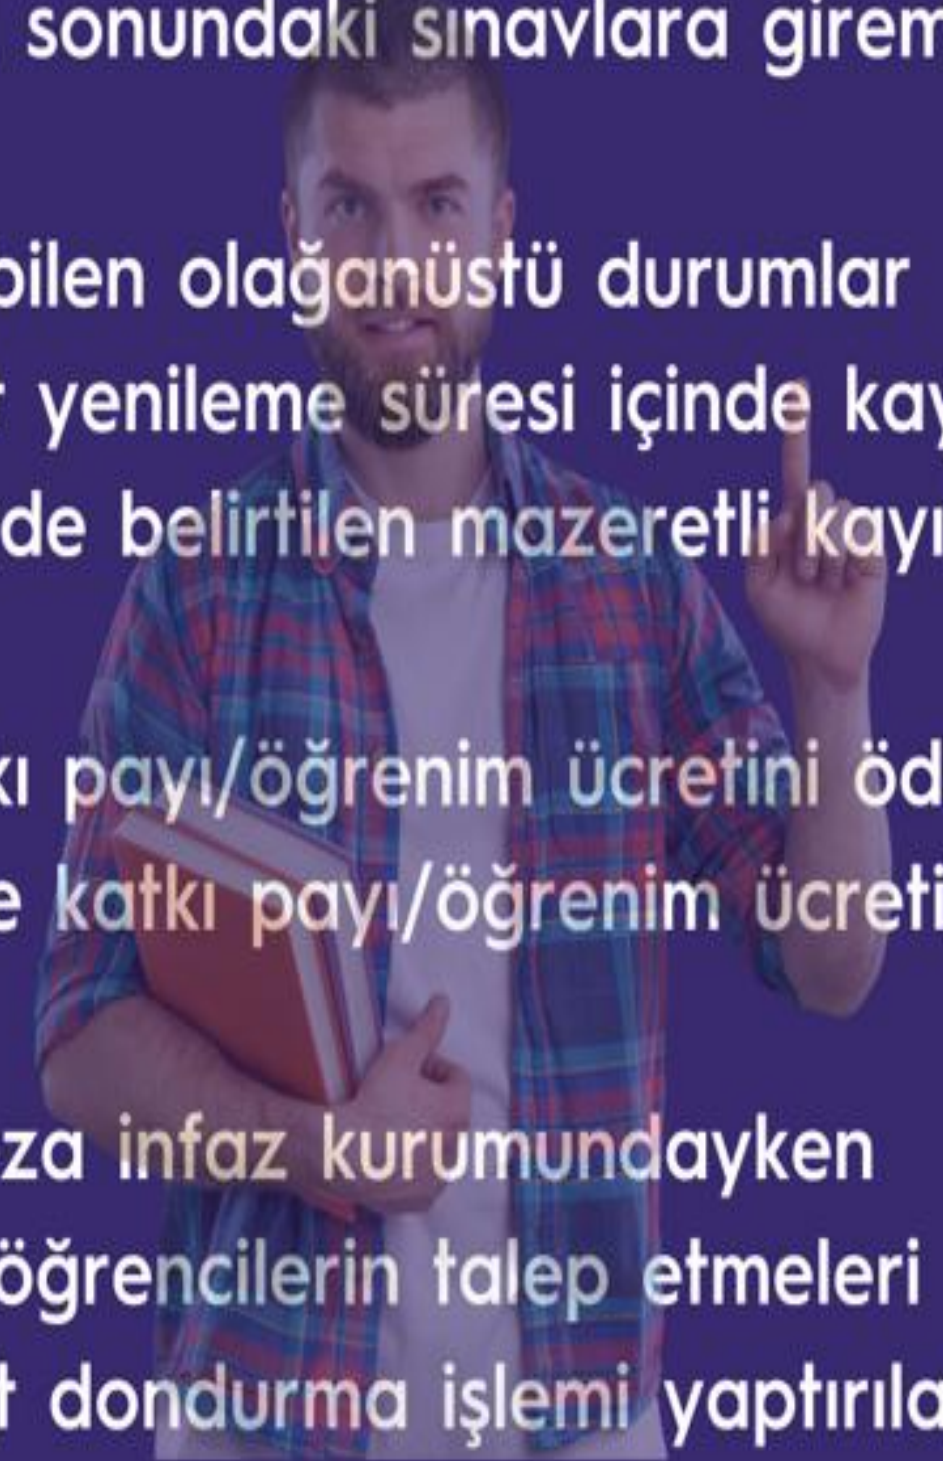 sonundaki sınavlara girem
bilen olağanüstü durumlar
yenileme süresi içinde kay
de belirtilen mazeretli kayı
kı payı/öğrenim ücretini öd
e katkı payı/öğrenim ücreti
za infaz kurumundayken
öğrencilerin talep etmeleri
t dondurma işlemi yaptırıla